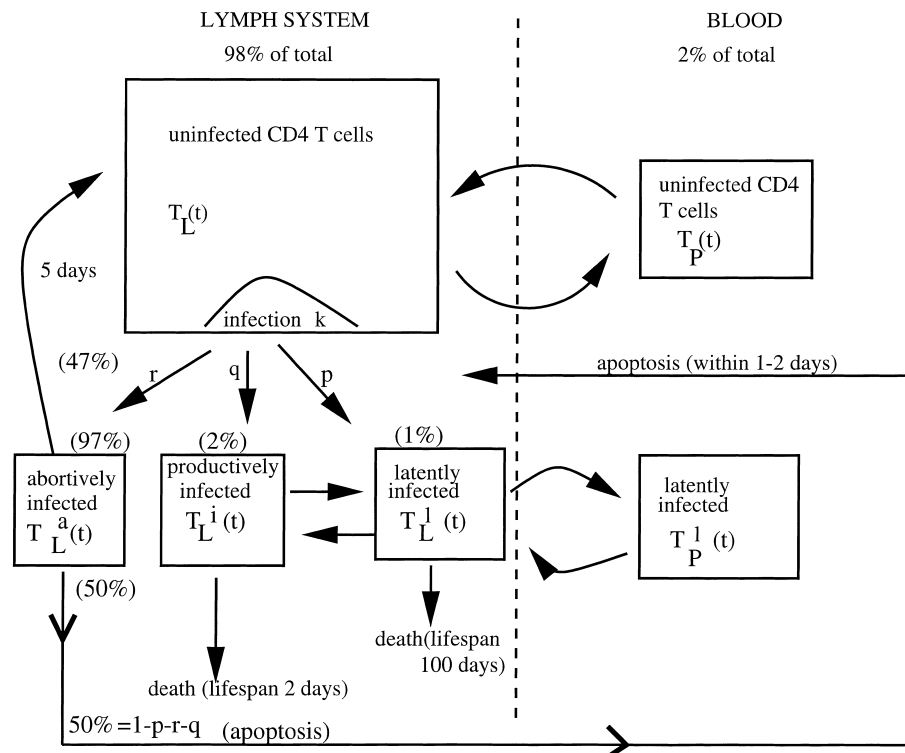 LYMPH SYSTEM
98% of total
BLOOD
2% of total
uninfected CD4 T cells
T_L(t)
infection k
5 days
uninfected CD4
T cells
T_P(t)
(47%)
r
q
p
apoptosis (within 1-2 days)
(97%)
(2%)
(1%)
abortively
infected
T_L^a(t)
productively
infected
T_L^i(t)
latently
infected
T_L^l(t)
latently
infected
T_P^l(t)
(50%)
death(lifespan
100 days)
death (lifespan 2 days)
50% =1-p-r-q (apoptosis)